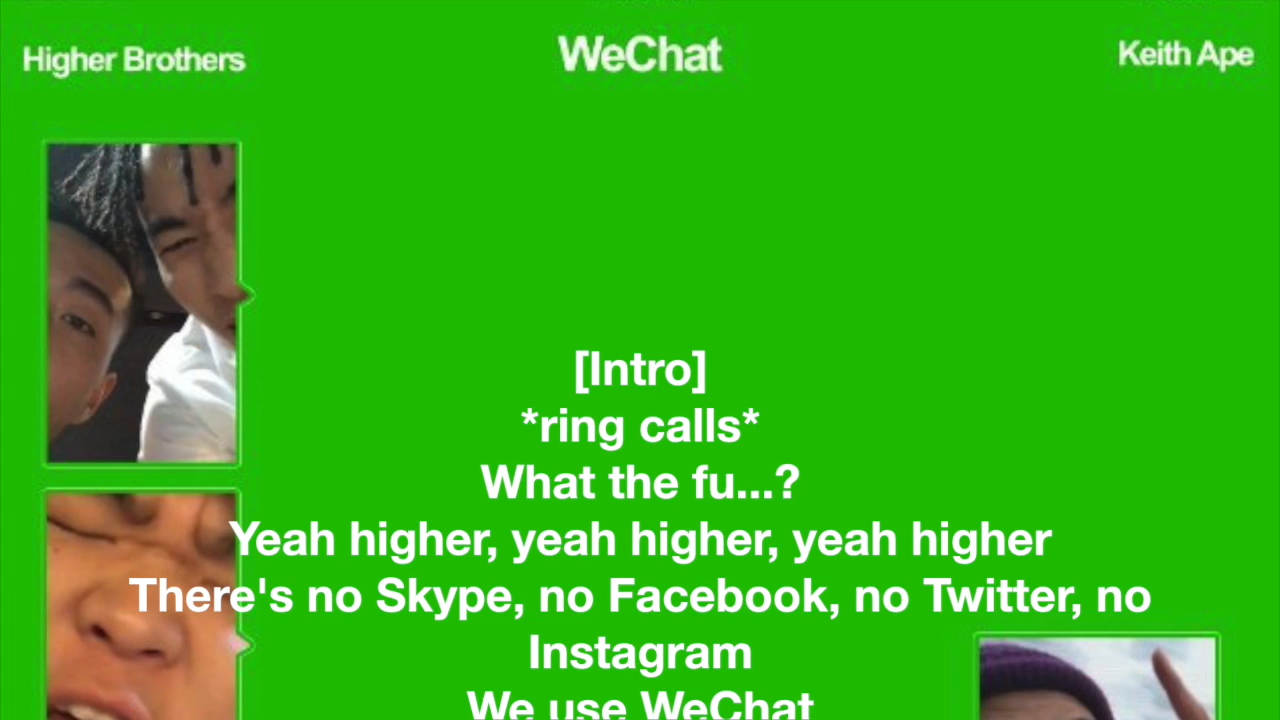 Higher Brothers
WeChat
Keith Ape
[Intro]
*ring calls*
What the fu...?
Yeah higher, yeah higher, yeah higher
There's no Skype, no Facebook, no Twitter, no
Instagram
We use WeChat